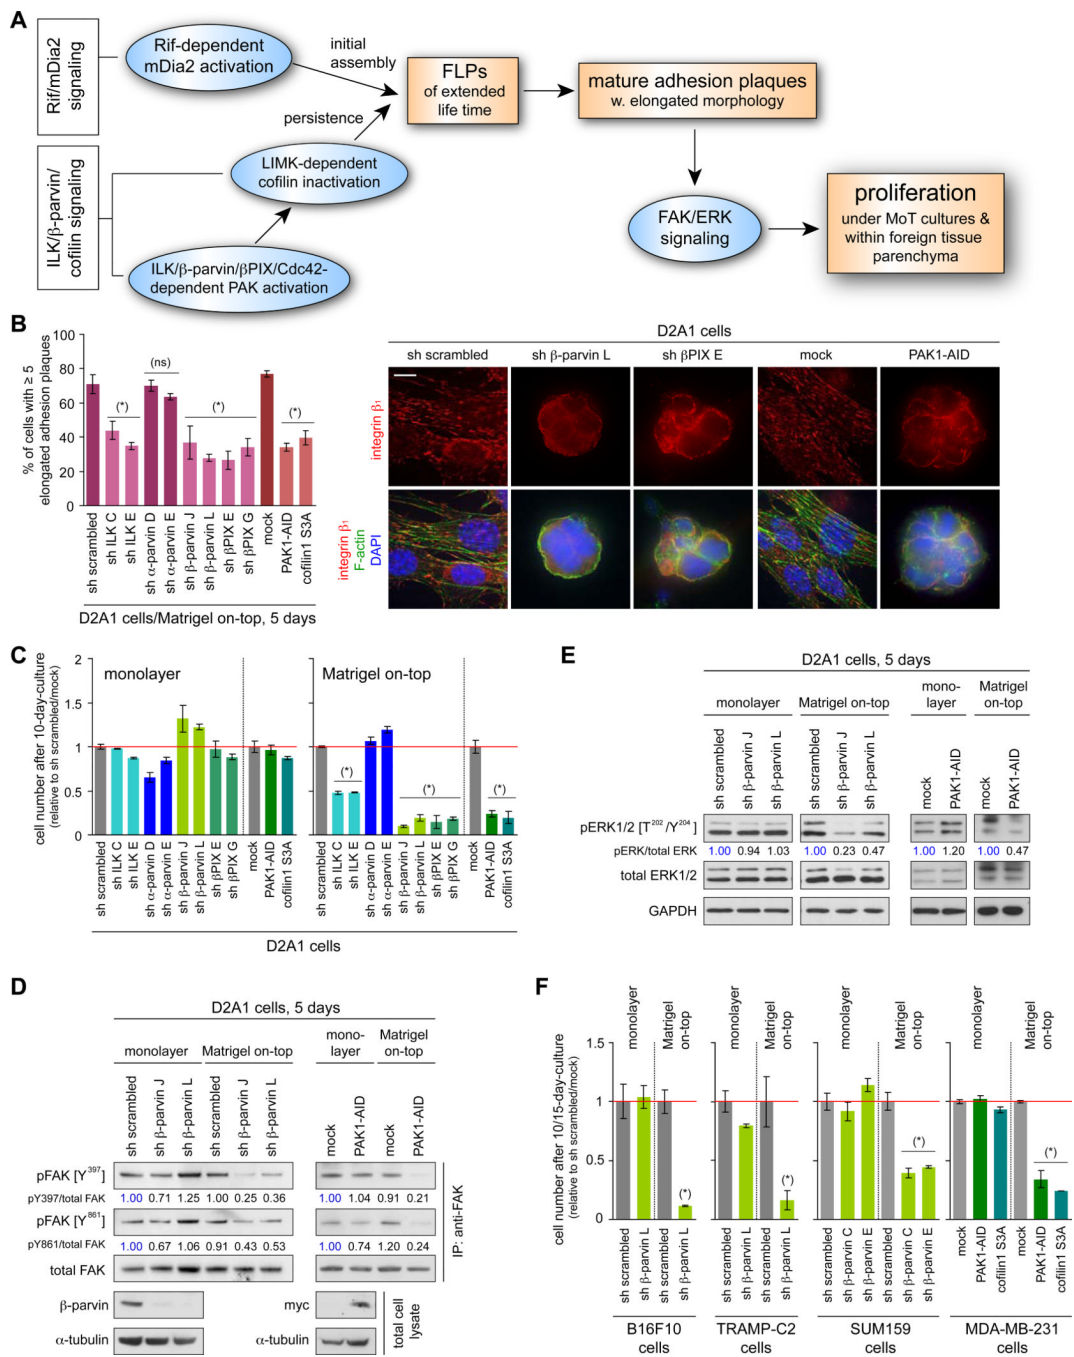 A
Rif/mDia2
signaling
Rif-dependent
mDia2 activation
initial
assembly
FLPs
of extended
life time
mature adhesion plaques
w. elongated morphology
persistence
ILK/β-parvin/
cofilin signaling
LIMK-dependent
cofilin inactivation
ILK/β-parvin/βPIX/Cdc42-
dependent PAK activation
FAK/ERK
signaling
proliferation
under MoT cultures &
within foreign tissue
parenchyma
B
% of cells with ≥ 5
elongated adhesion plaques
100
80
60
40
20
0
(*)
(ns)
(*)
(*)
sh scrambled
sh ILK C
sh ILK E
sh α-parvin D
sh α-parvin E
sh β-parvin J
sh β-parvin L
sh βPIX E
sh βPIX G
mock
PAK1-AID
cofilin1 S3A
D2A1 cells/Matrigel on-top, 5 days
D2A1 cells
sh scrambled
sh β-parvin L
sh βPIX E
mock
PAK1-AID
integrin β1
integrin β1
F-actin
DAPI
C
cell number after 10-day-culture
(relative to sh scrambled/mock)
2
1.5
1
0.5
0
monolayer
Matrigel on-top
(*)
(*)
(*)
sh scrambled
sh ILK C
sh ILK E
sh α-parvin D
sh α-parvin E
sh β-parvin J
sh β-parvin L
sh βPIX E
sh βPIX G
mock
PAK1-AID
cofilin1 S3A
sh scrambled
sh ILK C
sh ILK E
sh α-parvin D
sh α-parvin E
sh β-parvin J
sh β-parvin L
sh βPIX E
sh βPIX G
mock
PAK1-AID
cofilin1 S3A
D2A1 cells
E
D2A1 cells, 5 days
monolayer
Matrigel on-top
mono-
layer
Matrigel
on-top
sh scrambled
sh β-parvin J
sh β-parvin L
sh scrambled
sh β-parvin J
sh β-parvin L
mock
PAK1-AID
mock
PAK1-AID
pERK1/2 [T202/Y204]
pERK/total ERK 1.00 0.94 1.03 1.00 0.23 0.47 1.00 1.20 1.00 0.47
total ERK1/2
GAPDH
D
D2A1 cells, 5 days
monolayer
Matrigel on-top
mono-
layer
Matrigel
on-top
sh scrambled
sh β-parvin J
sh β-parvin L
sh scrambled
sh β-parvin J
sh β-parvin L
mock
PAK1-AID
mock
PAK1-AID
pFAK [Y397]
pY397/total FAK 1.00 0.71 1.25 1.00 0.25 0.36 1.00 1.04 0.91 0.21
pFAK [Y861]
pY861/total FAK 1.00 0.67 1.06 0.91 0.43 0.53 1.00 0.74 1.20 0.24
total FAK
IP: anti-FAK
β-parvin
myc
α-tubulin
α-tubulin
total cell
lysate
F
cell number after 10/15-day-culture
(relative to sh scrambled/mock)
1.5
1
0.5
0
monolayer
Matrigel
on-top
monolayer
Matrigel
on-top
monolayer
Matrigel
on-top
monolayer
Matrigel
on-top
(*)
(*)
(*)
(*)
sh scrambled
sh β-parvin L
sh scrambled
sh β-parvin L
sh scrambled
sh β-parvin L
sh scrambled
sh β-parvin L
sh scrambled
sh β-parvin C
sh β-parvin E
sh scrambled
sh β-parvin C
sh β-parvin E
mock
PAK1-AID
cofilin1 S3A
mock
PAK1-AID
cofilin1 S3A
B16F10
cells
TRAMP-C2
cells
SUM159
cells
MDA-MB-231
cells